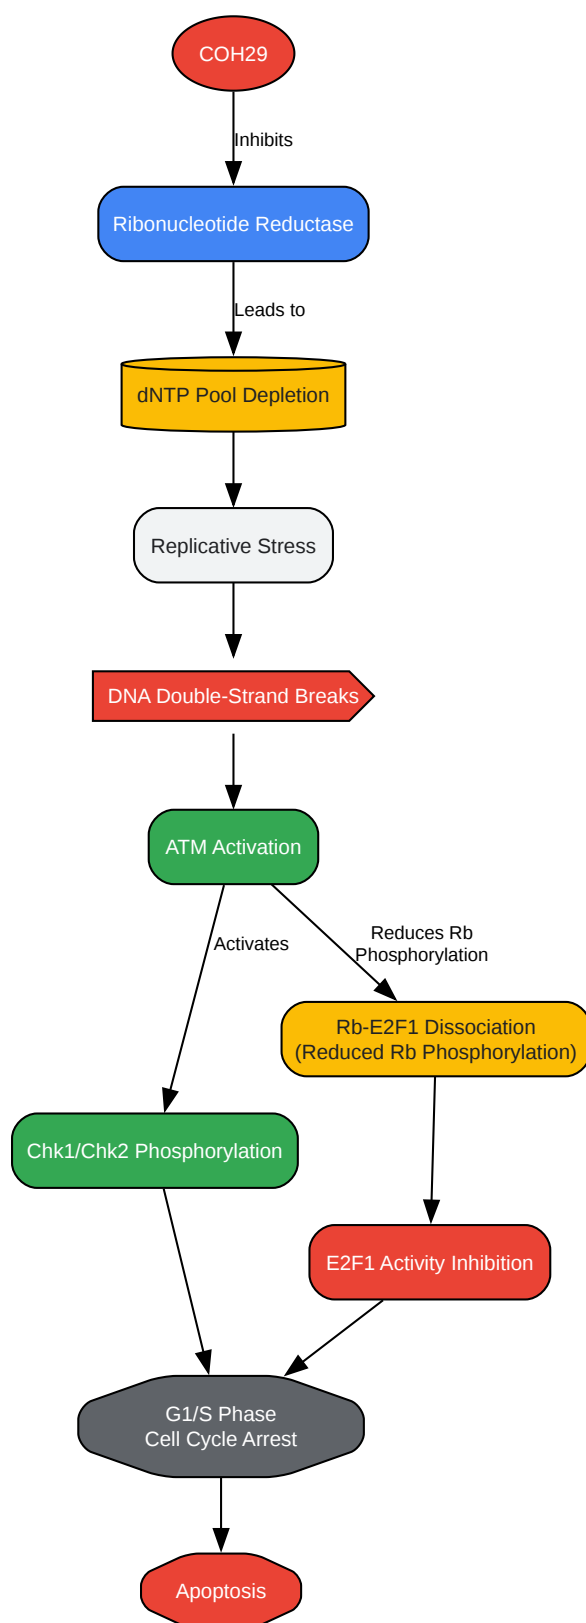 COH29
Inhibits
Ribonucleotide Reductase
Leads to
dNTP Pool Depletion
Replicative Stress
DNA Double-Strand Breaks
ATM Activation
Activates
Reduces Rb
Phosphorylation
Rb-E2F1 Dissociation
(Reduced Rb Phosphorylation)
Chk1/Chk2 Phosphorylation
E2F1 Activity Inhibition
G1/S Phase
Cell Cycle Arrest
Apoptosis